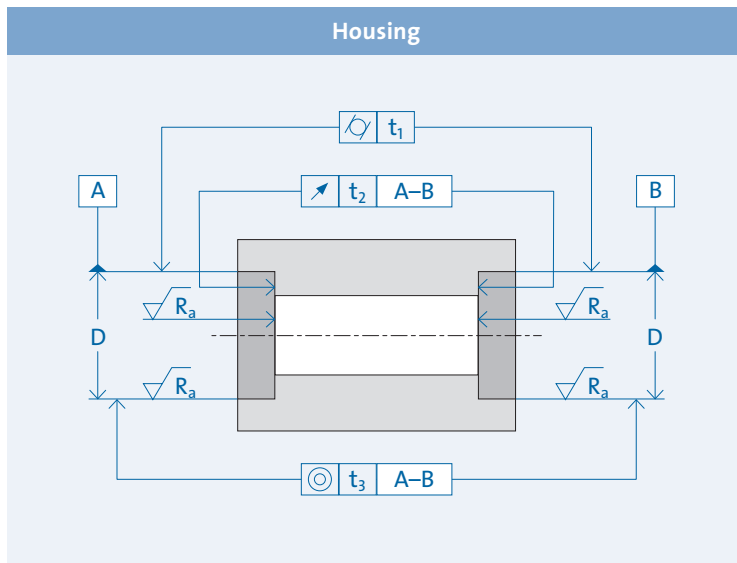 Housing
t₁
A
t₂ A–B
B
Rₐ
Rₐ
D
D
Rₐ
Rₐ
t₃ A–B